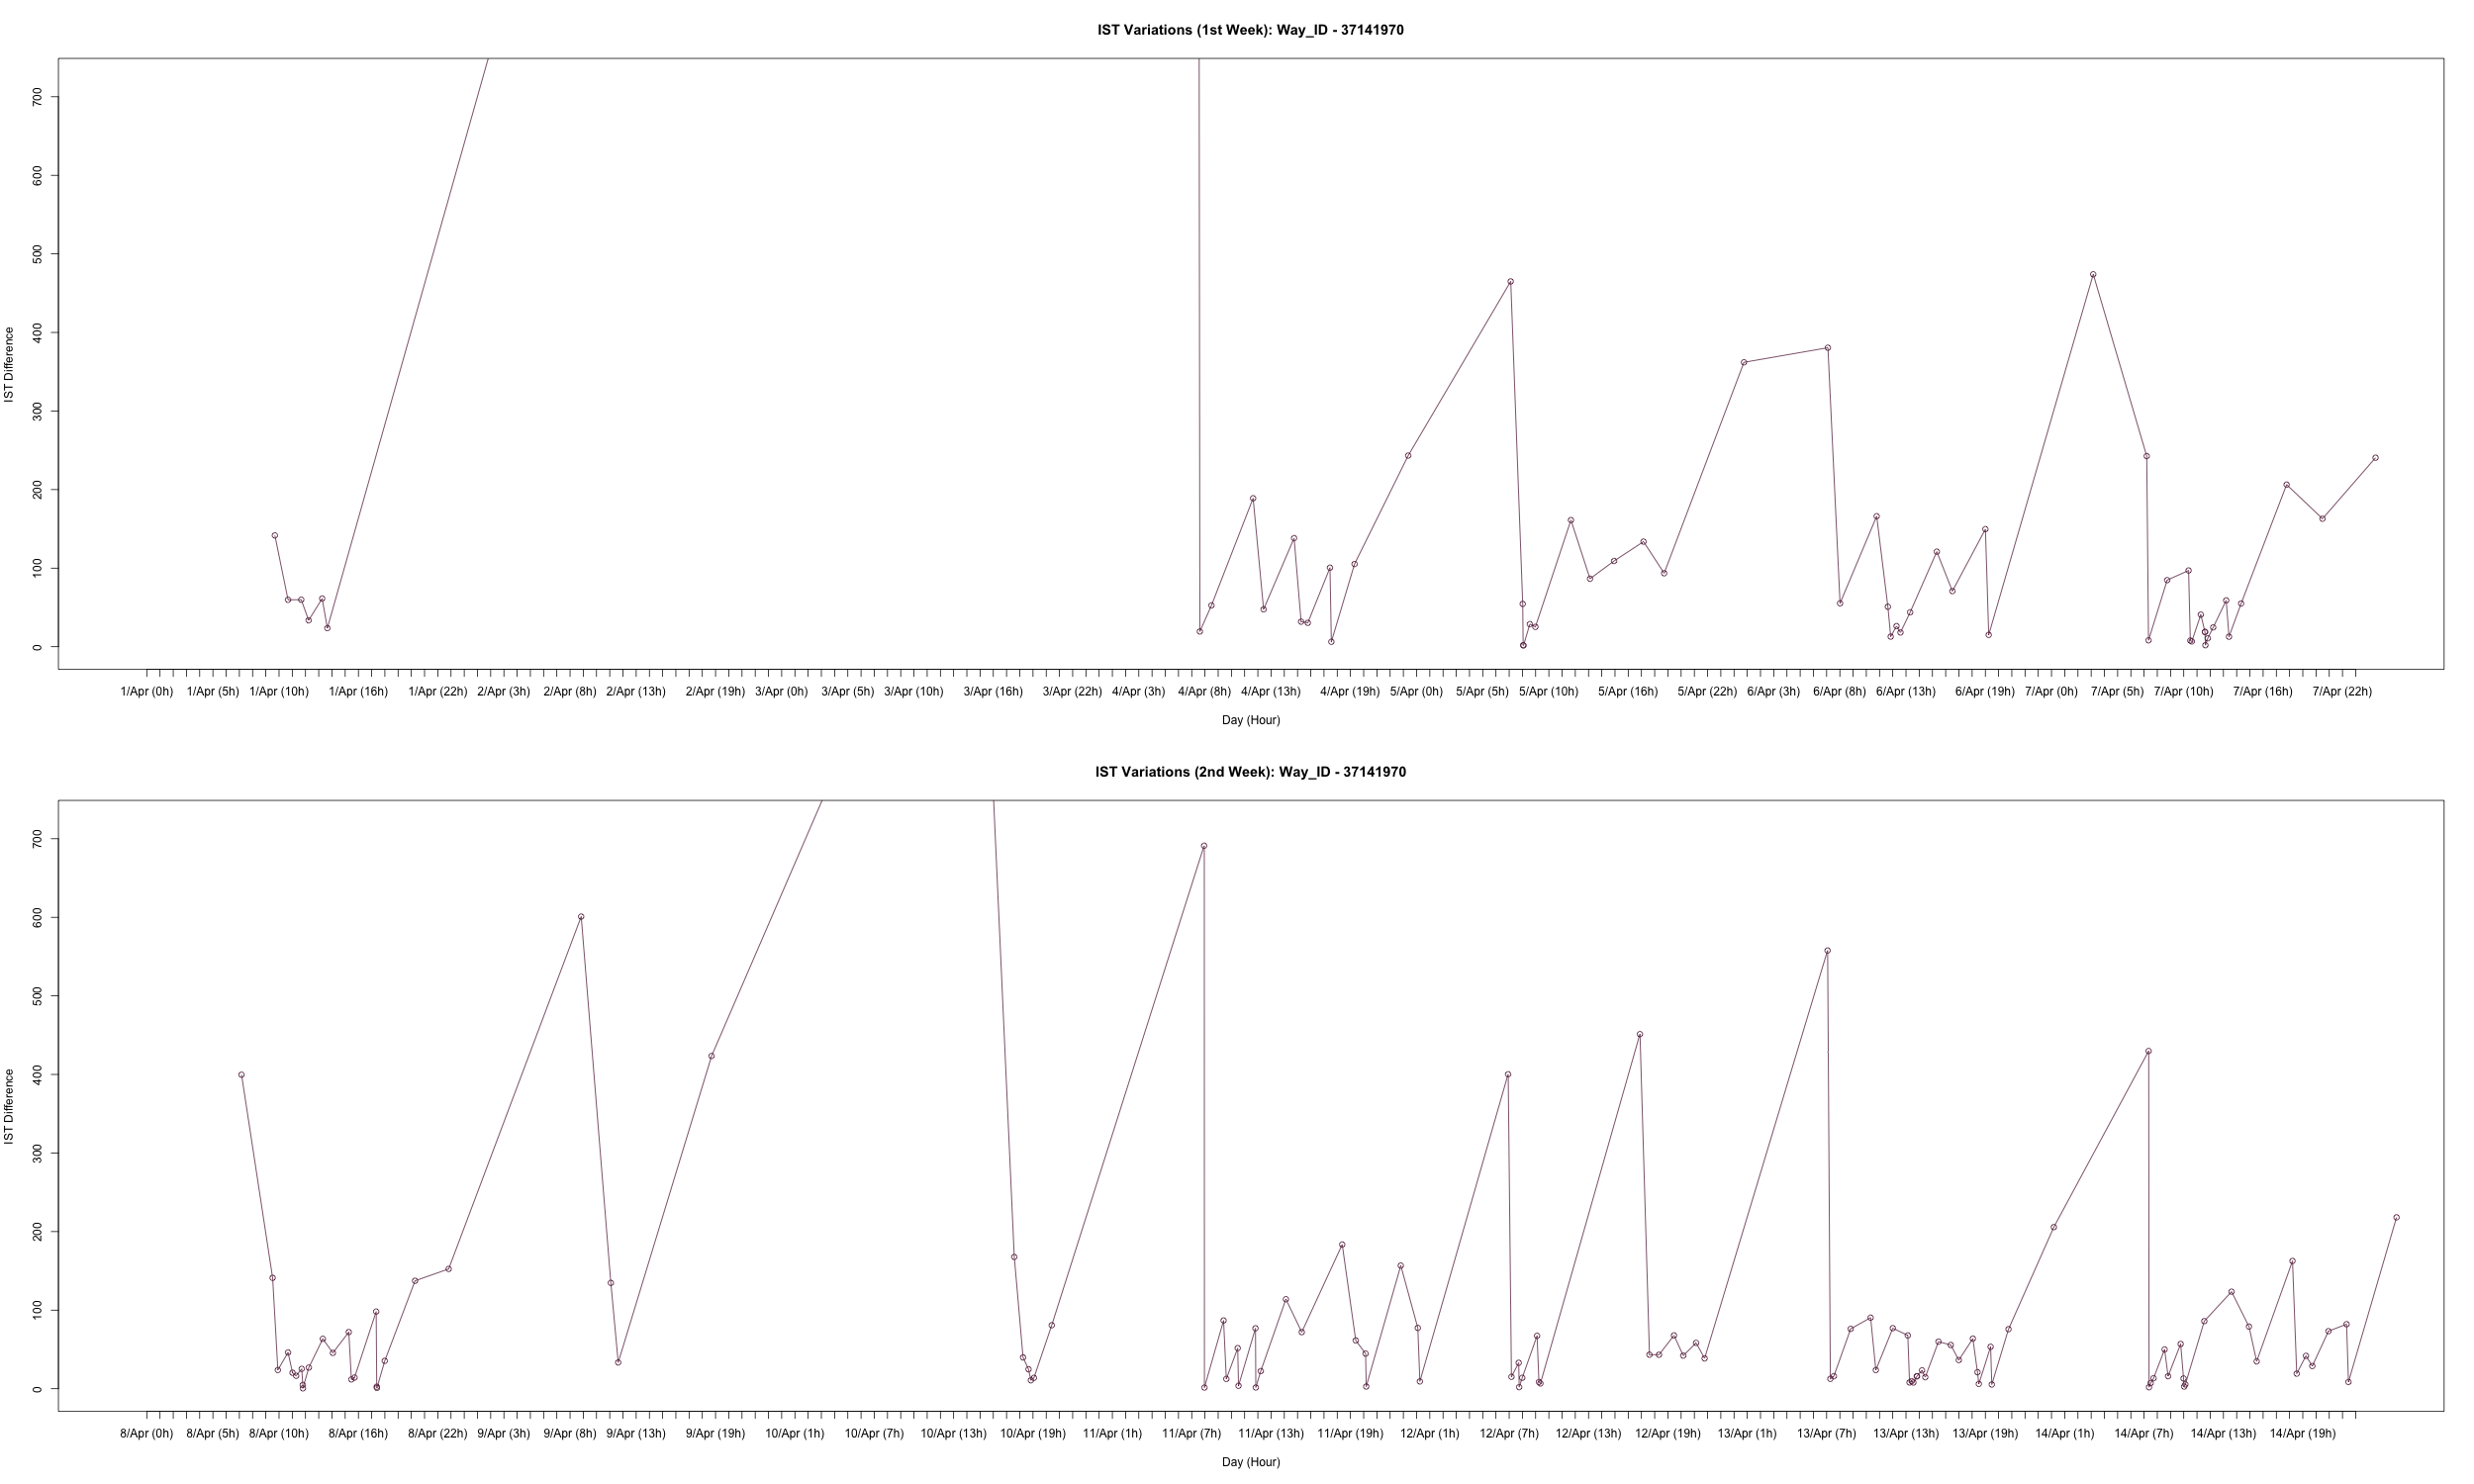 IST Variations (1st Week): Way_ID - 37141970
700
600
500
400
300
200
100
0
IST Difference
1/Apr (0h) 1/Apr (5h) 1/Apr (10h) 1/Apr (16h) 1/Apr (22h) 2/Apr (3h) 2/Apr (8h) 2/Apr (13h) 2/Apr (19h) 3/Apr (0h) 3/Apr (5h) 3/Apr (10h) 3/Apr (16h) 3/Apr (22h) 4/Apr (3h) 4/Apr (8h) 4/Apr (13h) 4/Apr (19h) 5/Apr (0h) 5/Apr (5h) 5/Apr (10h) 5/Apr (16h) 5/Apr (22h) 6/Apr (3h) 6/Apr (8h) 6/Apr (13h) 6/Apr (19h) 7/Apr (0h) 7/Apr (5h) 7/Apr (10h) 7/Apr (16h) 7/Apr (22h)
Day (Hour)
IST Variations (2nd Week): Way_ID - 37141970
700
600
500
400
300
200
100
0
IST Difference
8/Apr (0h) 8/Apr (5h) 8/Apr (10h) 8/Apr (16h) 8/Apr (22h) 9/Apr (3h) 9/Apr (8h) 9/Apr (13h) 9/Apr (19h) 10/Apr (1h) 10/Apr (7h) 10/Apr (13h) 10/Apr (19h) 11/Apr (1h) 11/Apr (7h) 11/Apr (13h) 11/Apr (19h) 12/Apr (1h) 12/Apr (7h) 12/Apr (13h) 12/Apr (19h) 13/Apr (1h) 13/Apr (7h) 13/Apr (13h) 13/Apr (19h) 14/Apr (1h) 14/Apr (7h) 14/Apr (13h) 14/Apr (19h)
Day (Hour)